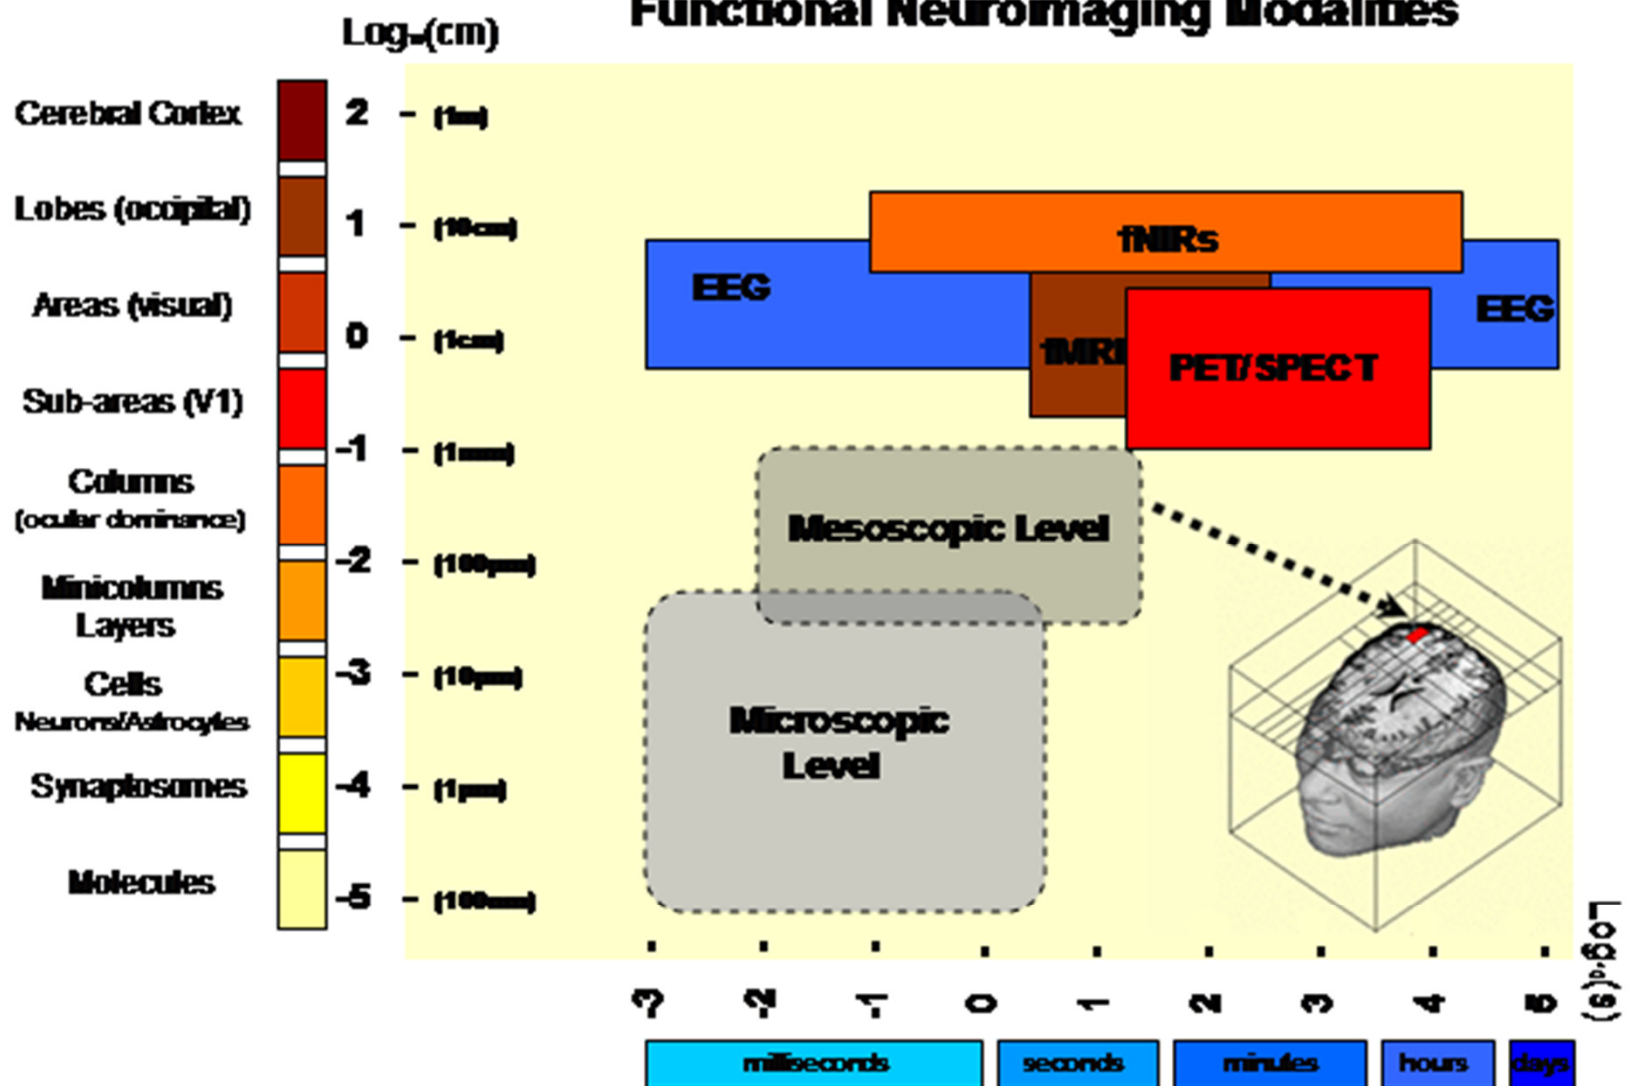 Functional Neuroimaging Modalities
Log₁₀(cm)
Cerebral Cortex
Lobes (occipital)
Areas (visual)
Sub-areas (V1)
Columns
(ocular dominance)
Minicolumns
Layers
Cells
Neurons/Astrocytes
Synaptosomes
Molecules
2 (1m)
1 (10cm)
0 (1cm)
-1 (1mm)
-2 (100µm)
-3 (10µm)
-4 (1µm)
-5 (100nm)
fNIRs
EEG
EEG
fMRI
PET/SPECT
Mesoscopic Level
Microscopic
Level
-3 -2 -1 0 1 2 3 4 5
Log₁₀(s)
milliseconds seconds minutes hours days